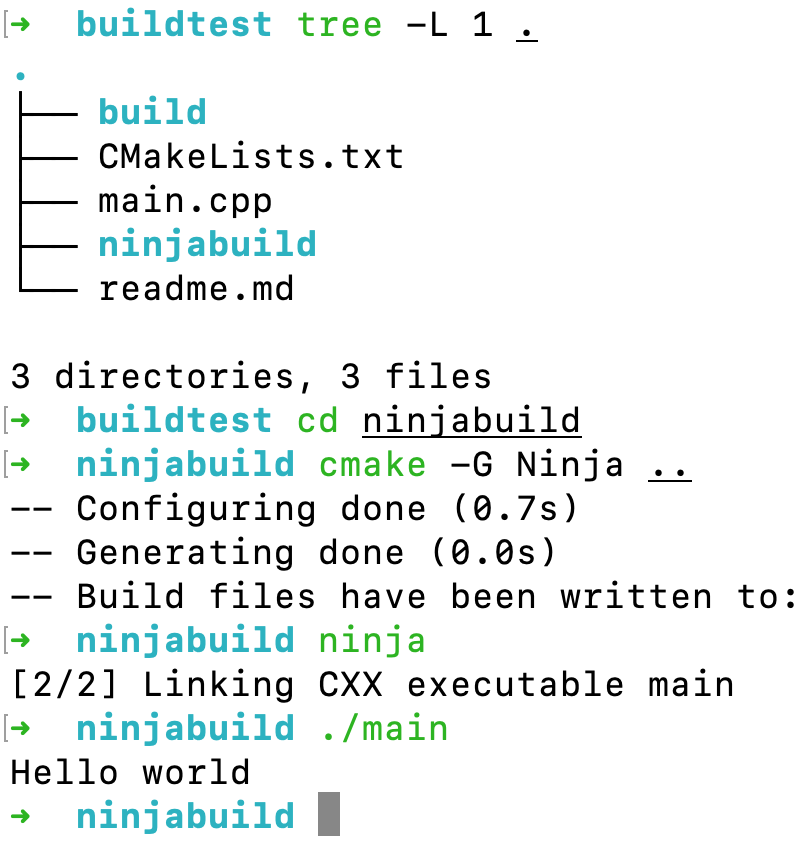 [➜  buildtest tree -L 1 .
.
├── build
├── CMakeLists.txt
├── main.cpp
├── ninjabuild
└── readme.md
3 directories, 3 files
[➜  buildtest cd ninjabuild
[➜  ninjabuild cmake -G Ninja ..
-- Configuring done (0.7s)
-- Generating done (0.0s)
-- Build files have been written to:
[➜  ninjabuild ninja
[2/2] Linking CXX executable main
[➜  ninjabuild ./main
Hello world
➜  ninjabuild